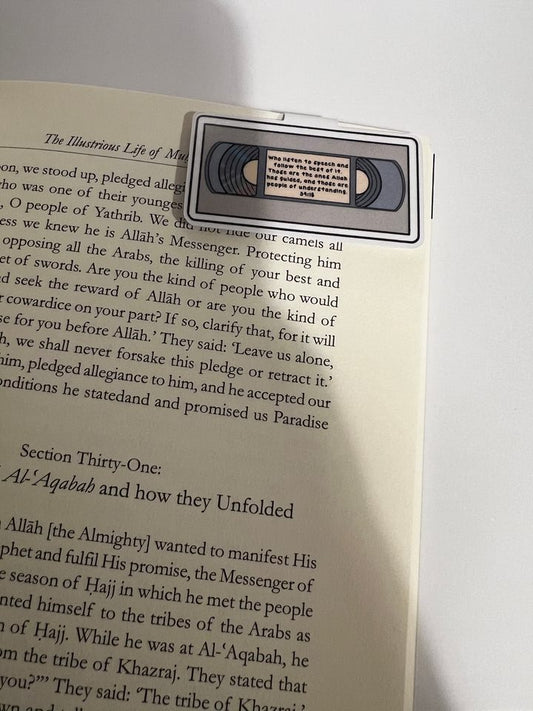 The Illustrious Life of Mu
who listen to speech and
follow the best of it.
Those are the ones Allah
has guided, and those are
people of understanding.
39:18
oon, we stood up, pledged allegi
who was one of their younges
, O people of Yathrib. We did not ride our camels all
ess we knew he is Allāh's Messenger. Protecting him
opposing all the Arabs, the killing of your best and
et of swords. Are you the kind of people who would
d seek the reward of Allāh or are you the kind of
r cowardice on your part? If so, clarify that, for it will
se for you before Allāh.' They said: 'Leave us alone,
h, we shall never forsake this pledge or retract it.'
him, pledged allegiance to him, and he accepted our
onditions he statedand and promised us Paradise
Section Thirty-One:
Al-'Aqabah and how they Unfolded
Allāh [the Almighty] wanted to manifest His
phet and fulfil His promise, the Messenger of
e season of Ḥajj in which he met the people
nted himself to the tribes of the Arabs as
n of Ḥajj. While he was at Al-'Aqabah, he
om the tribe of Khazraj. They stated that
you?"' They said: 'The tribe of Khazraj.'